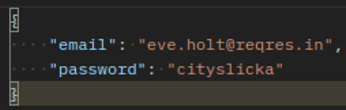 {
"email": "eve.holt@reqres.in",
"password": "cityslicka"
}